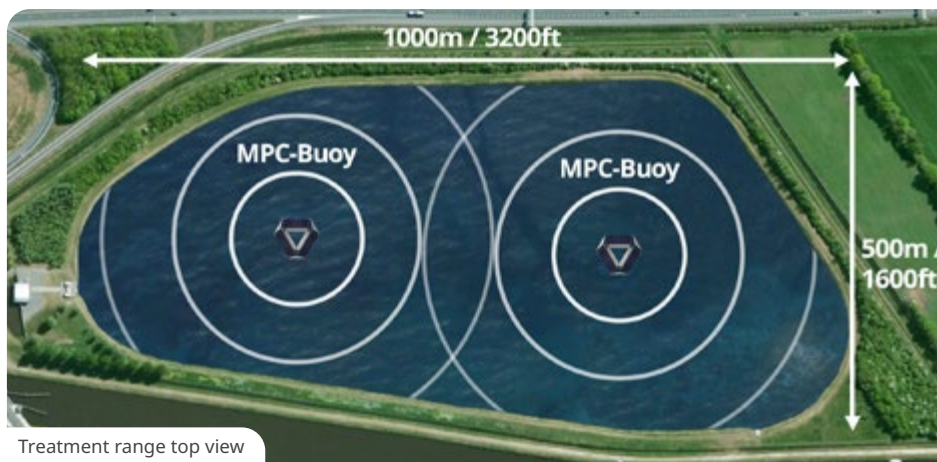 1000m / 3200ft
MPC-Buoy
MPC-Buoy
500m /
1600ft
Treatment range top view